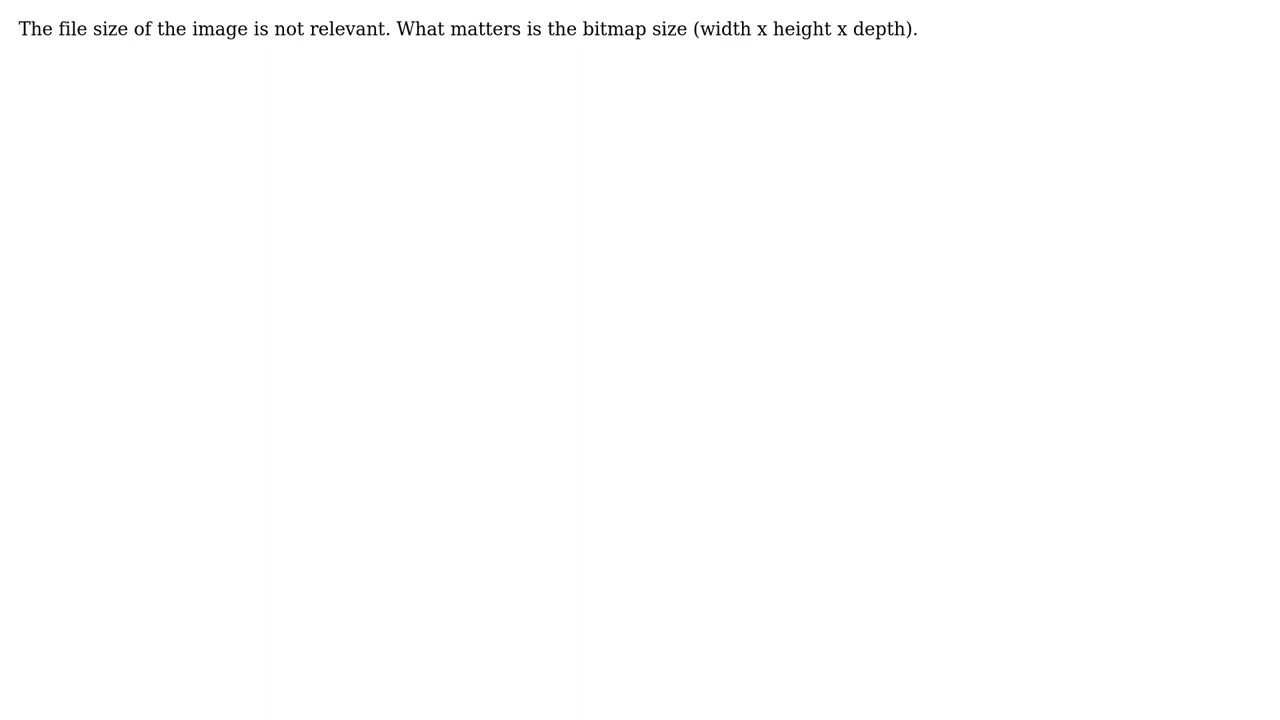 The file size of the image is not relevant. What matters is the bitmap size (width x height x depth).